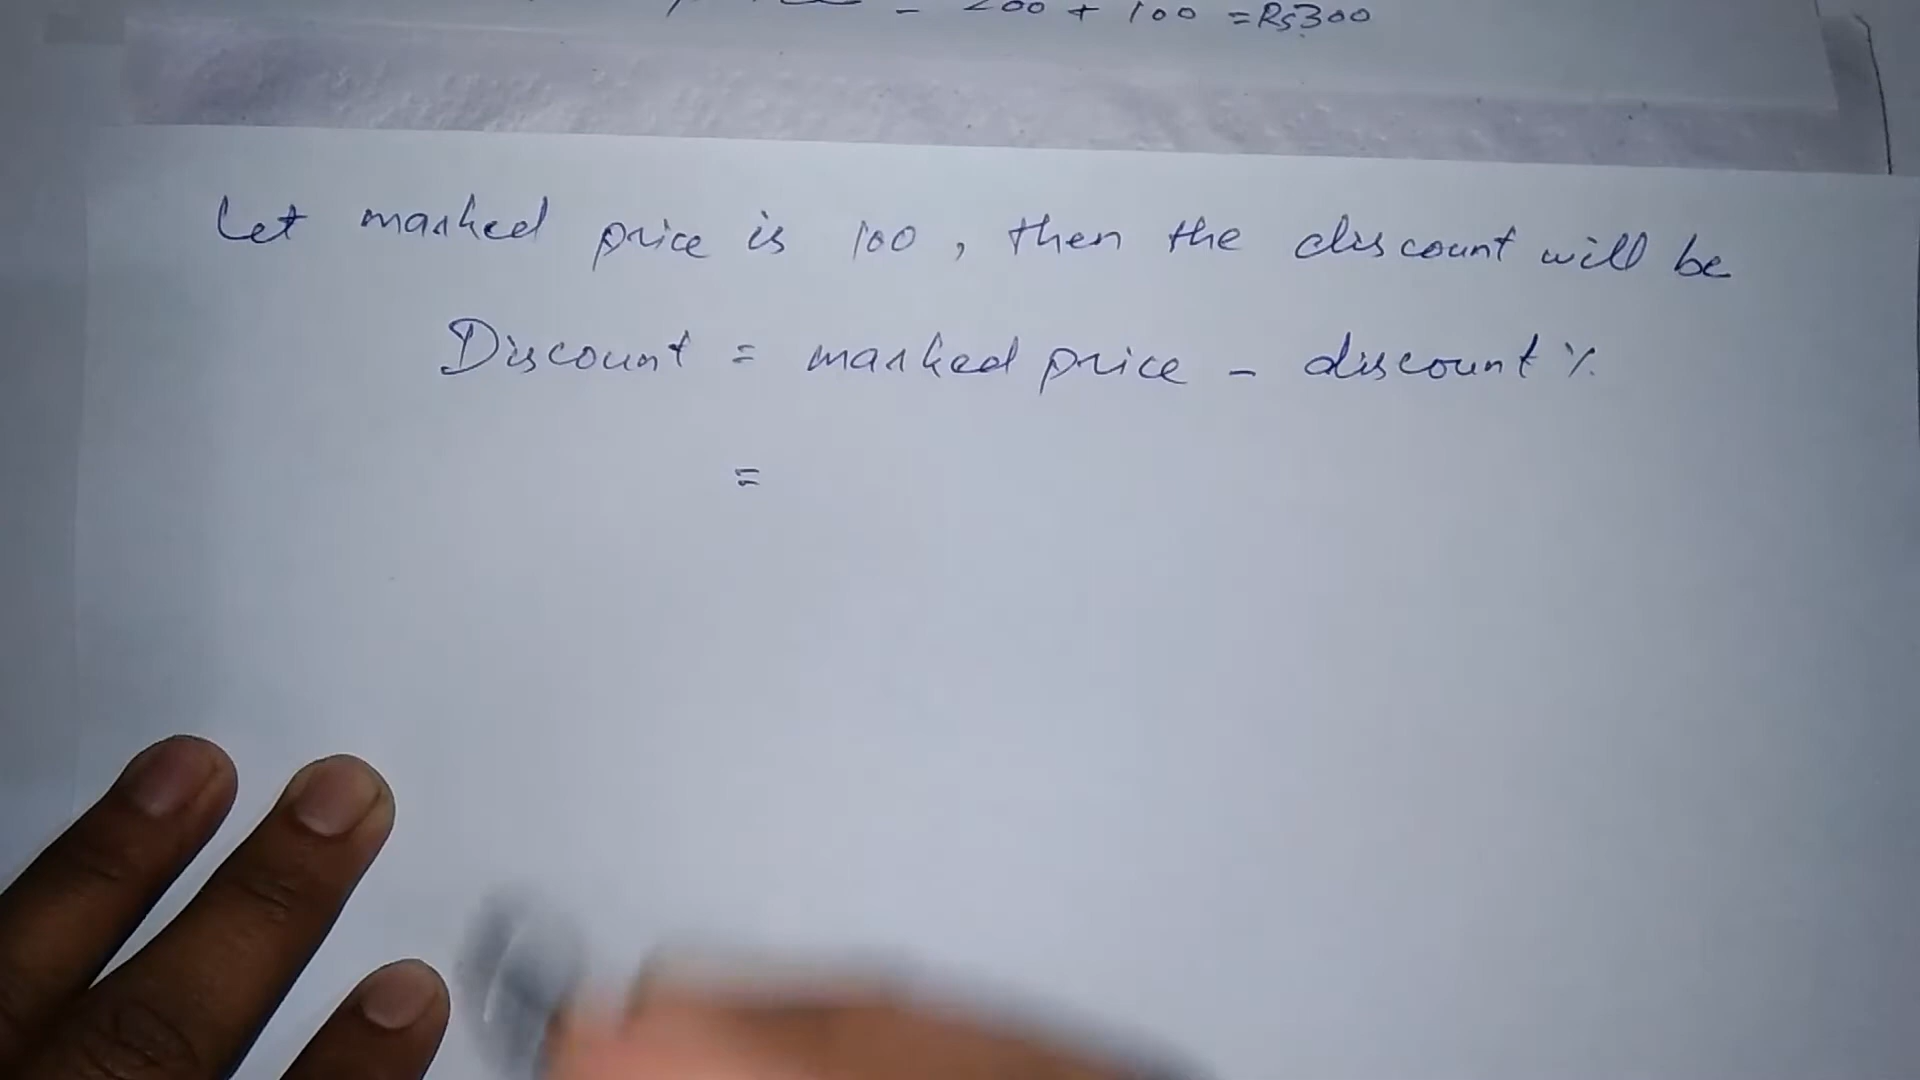 - 200 + 100 = Rs300
Let marked price is 100, then the discount will be
Discount = marked price - discount %
=